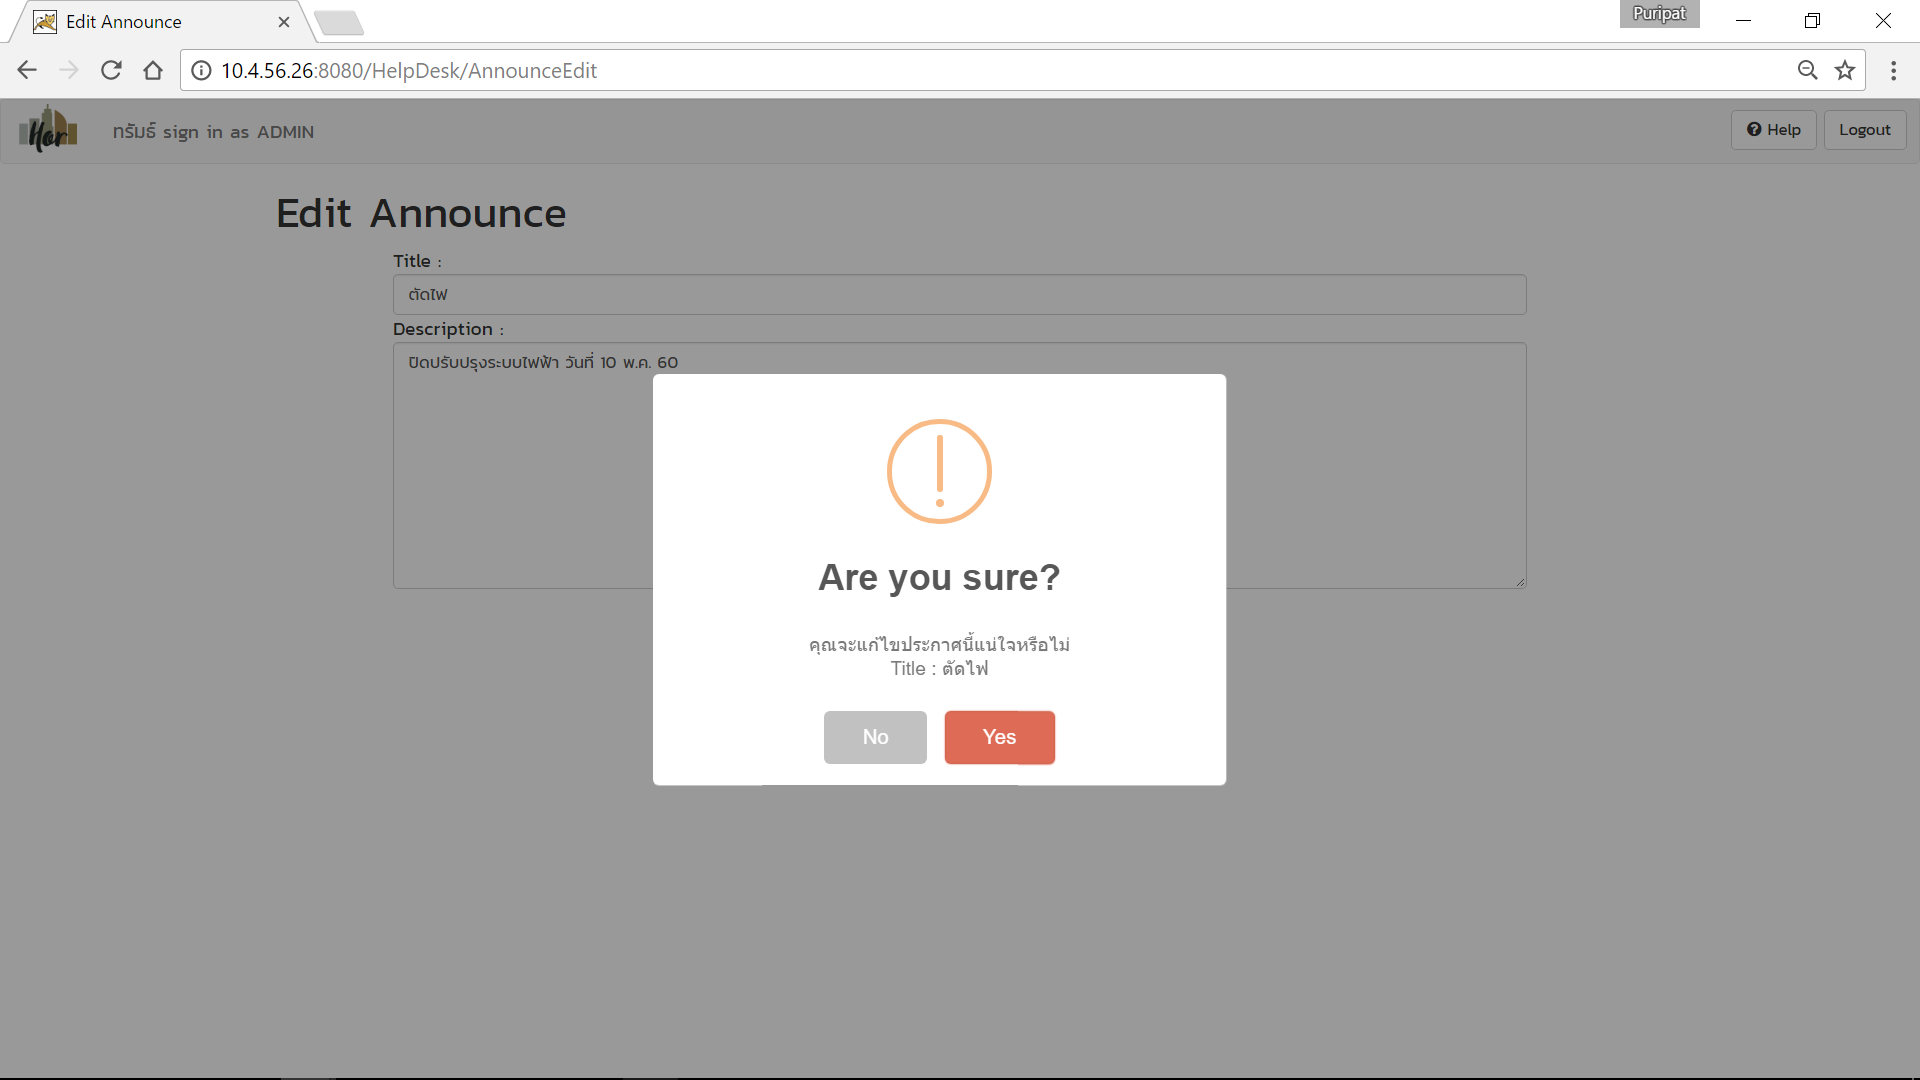 Edit Announce
Puripat
10.4.56.26:8080/HelpDesk/AnnounceEdit
Hor
ทรัมธ์ sign in as ADMIN
Help
Logout
Edit Announce
Title :
ตัดไฟ
Description :
ปิดปรับปรุงระบบไฟฟ้า วันที่ 10 พ.ค. 60
Are you sure?
คุณจะแก้ไขประกาศนี้แน่ใจหรือไม่
Title : ตัดไฟ
No
Yes